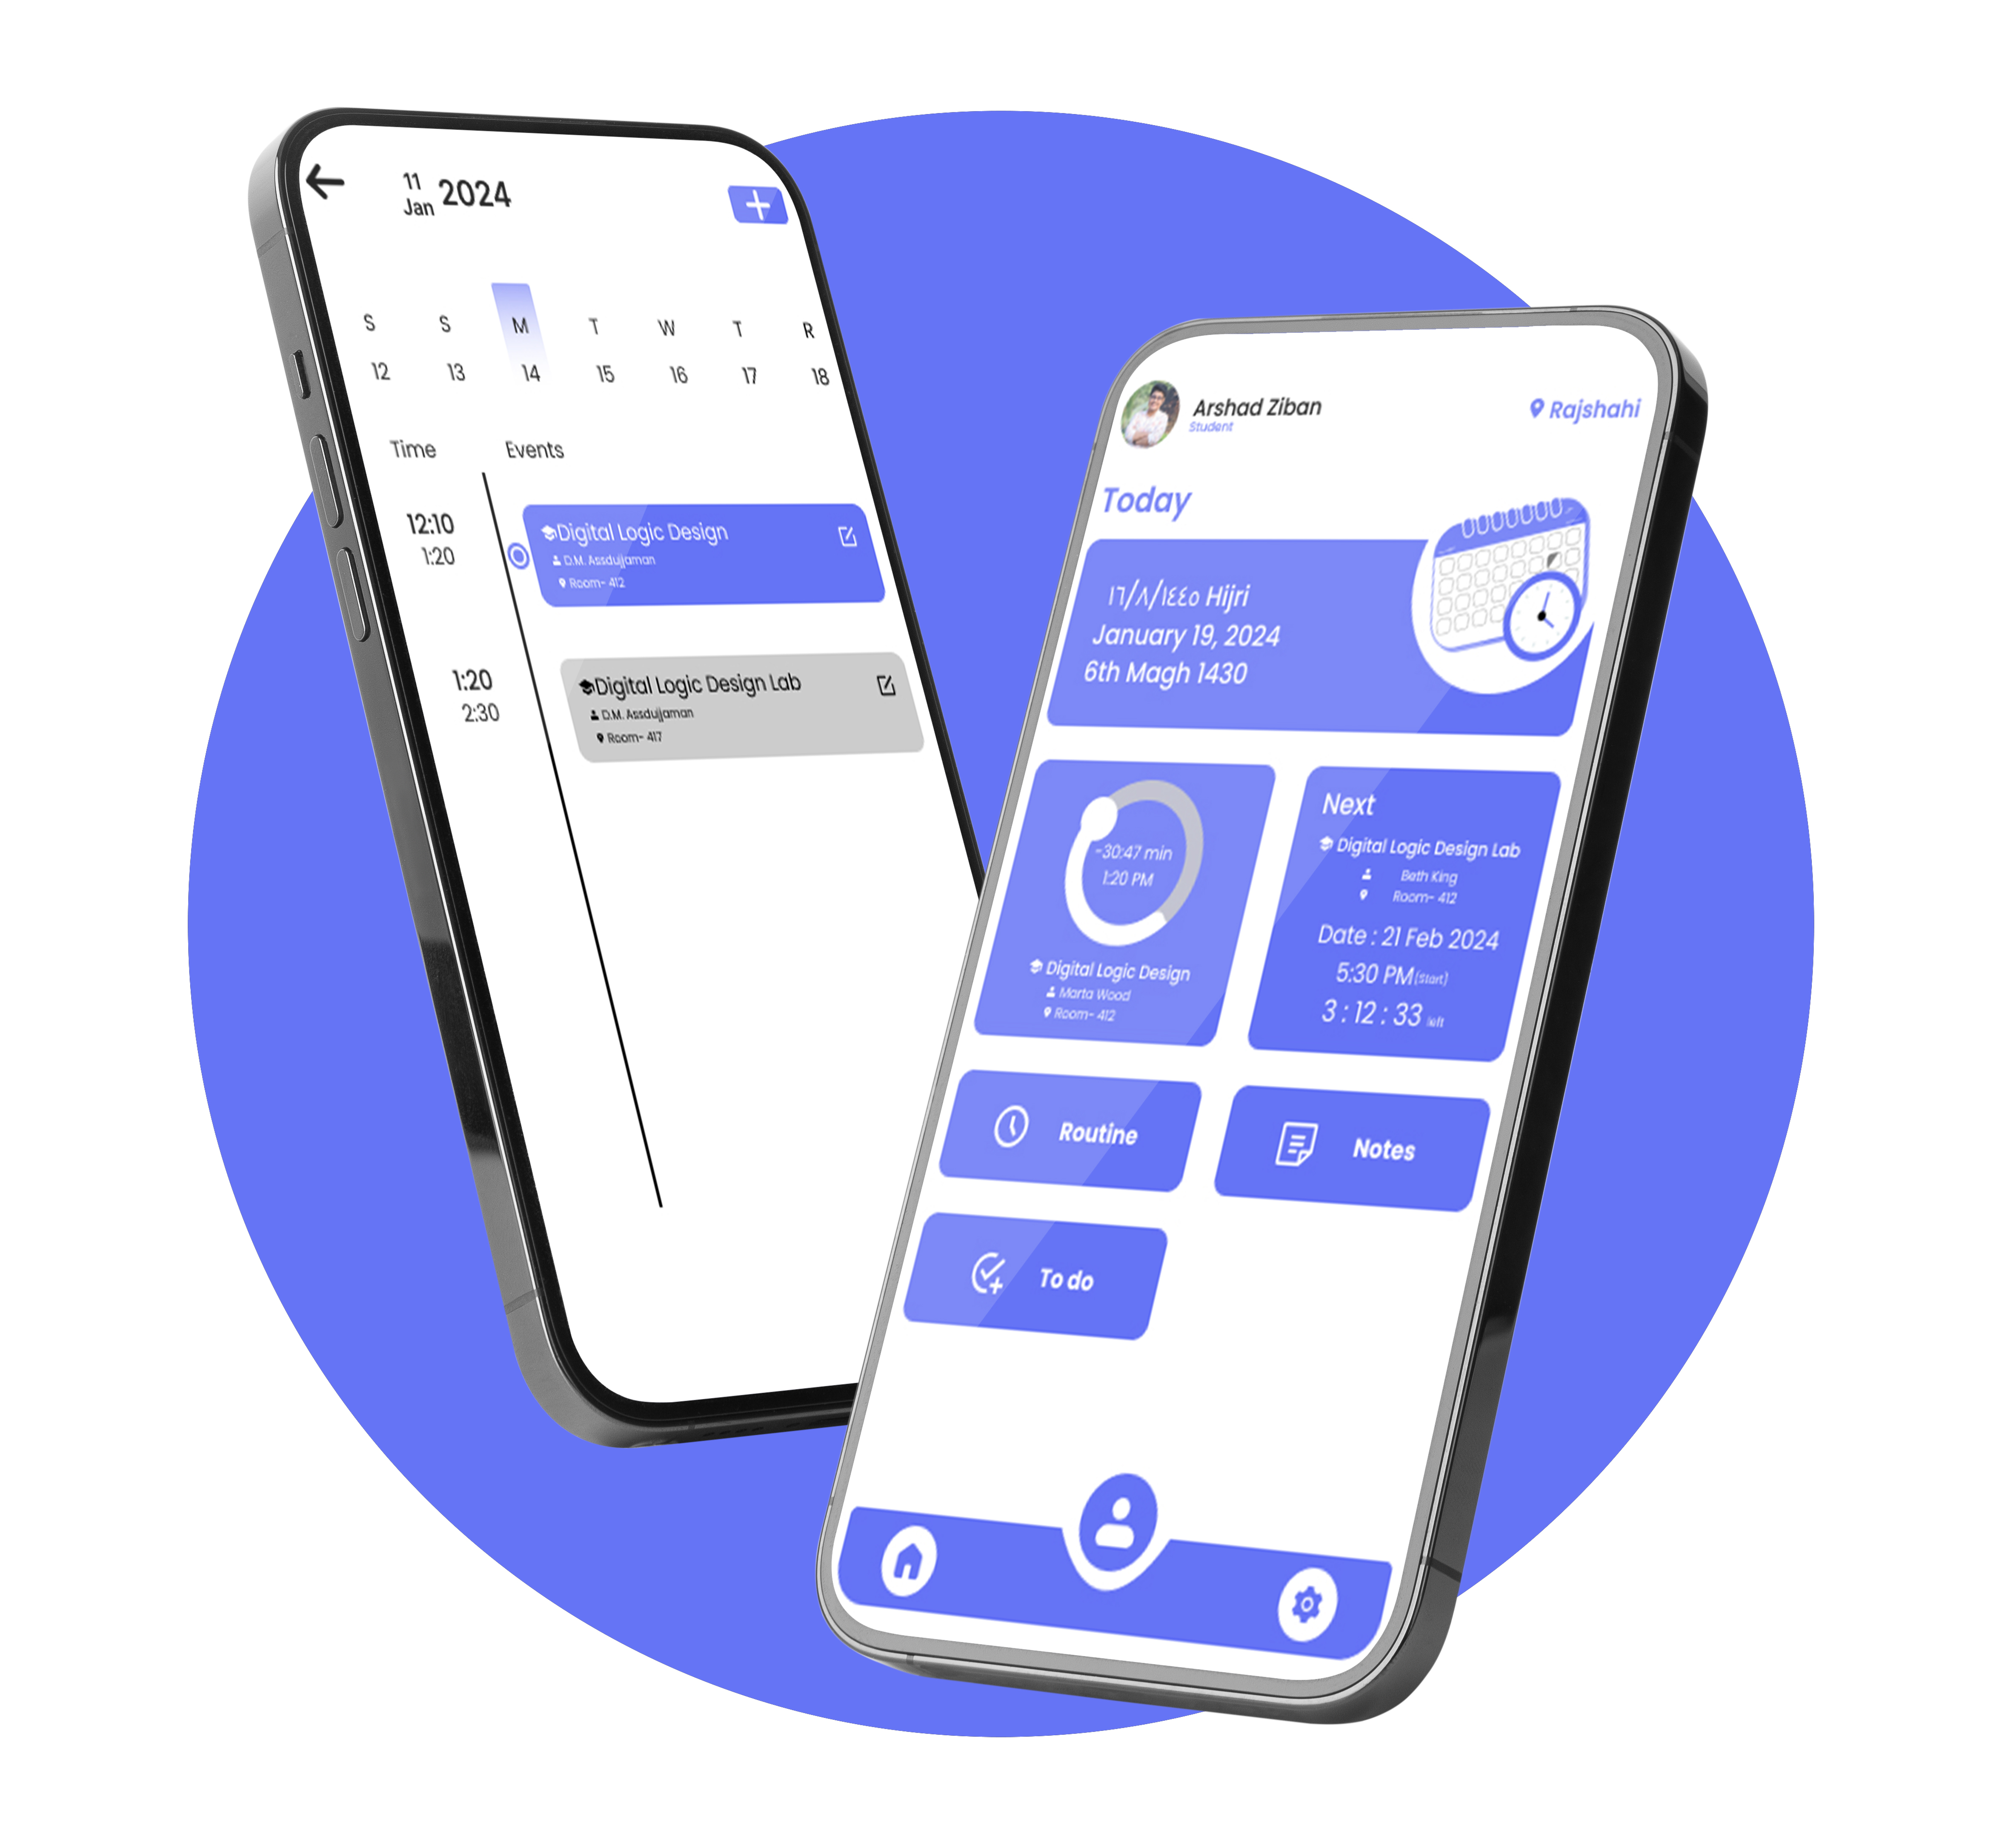 11
Jan 2024
S S M T W T R
12 13 14 15 16 17 18
Time Events
12:10
1:20
Digital Logic Design
D.M. Assdujjaman
Room- 412
1:20
2:30
Digital Logic Design Lab
D.M. Assdujjaman
Room- 417
Arshad Ziban
Student
Rajshahi
Today
١٦/٨/١٤٤٥ Hijri
January 19, 2024
6th Magh 1430
-30:47 min
1:20 PM
Digital Logic Design
Marta Wood
Room- 412
Next
Digital Logic Design Lab
Beth King
Room- 412
Date : 21 Feb 2024
5:30 PM(Start)
3 : 12 : 33 left
Routine
Notes
To do